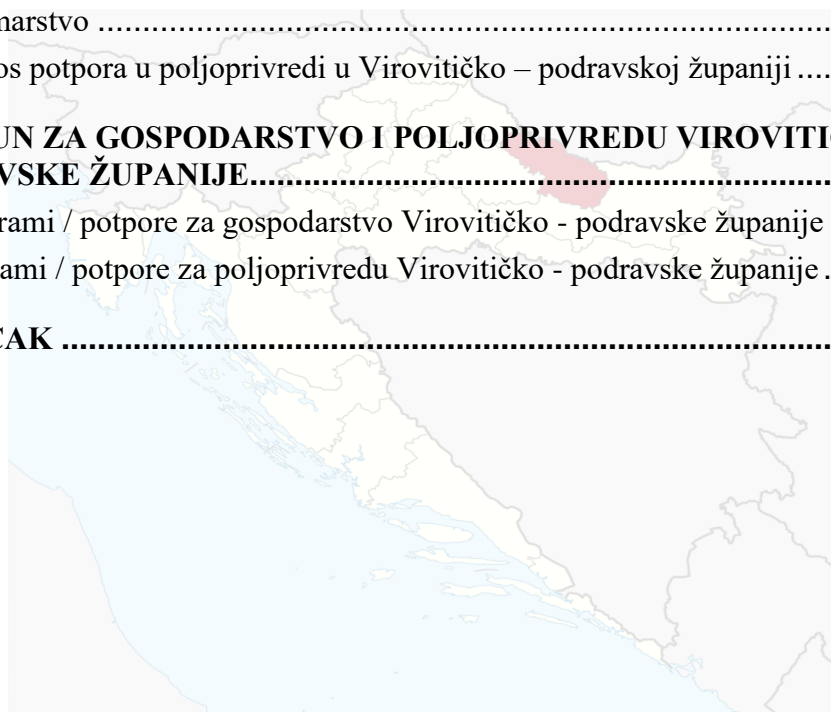 marstvo ....................................................................................
os potpora u poljoprivredi u Virovitičko – podravskoj županiji ....
UN ZA GOSPODARSTVO I POLJOPRIVREDU VIROVITI
VSKE ŽUPANIJE..................................................................
rami / potpore za gospodarstvo Virovitičko - podravske županije
ami / potpore za poljoprivredu Virovitičko - podravske županije .
ČAK .......................................................................................